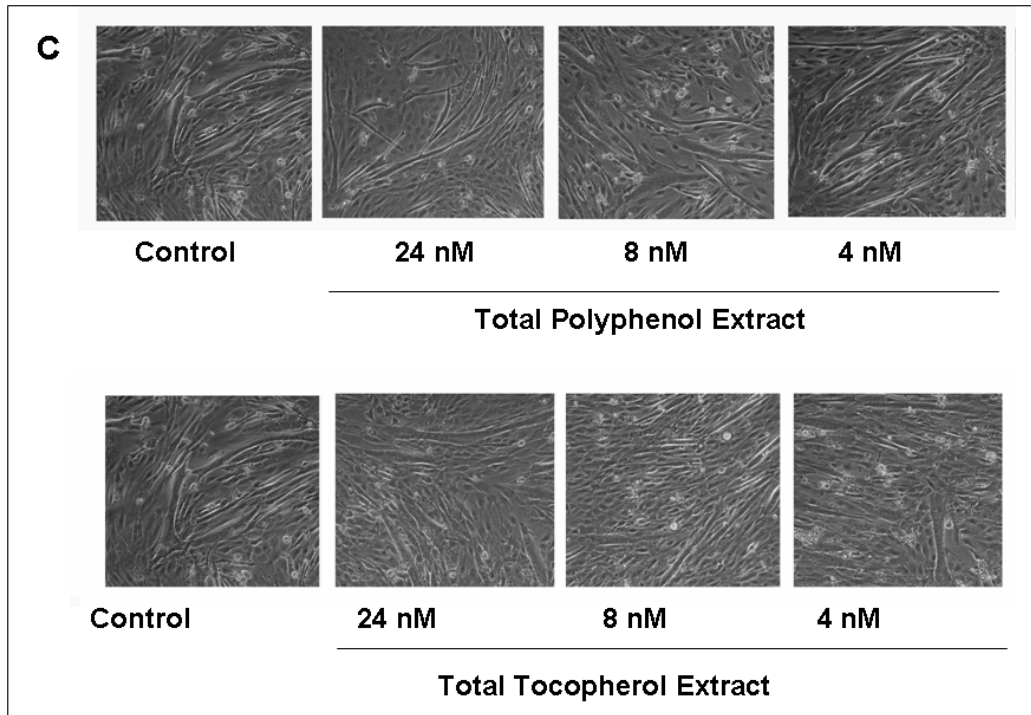 C
Control 24 nM 8 nM 4 nM
Total Polyphenol Extract
Control 24 nM 8 nM 4 nM
Total Tocopherol Extract